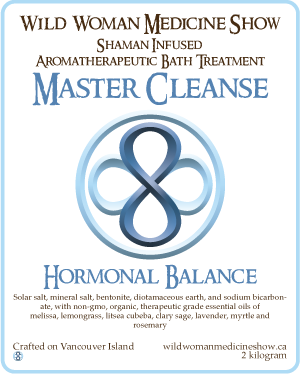 Wild Woman Medicine Show
Shaman Infused
Aromatherapeutic Bath Treatment
Master Cleanse
Hormonal Balance
Solar salt, mineral salt, bentonite, diotamaceous earth, and sodium bicarbon-
ate, with non-gmo, organic, therapeutic grade essential oils of
melissa, lemongrass, litsea cubeba, clary sage, lavender, myrtle and
rosemary
Crafted on Vancouver Island
wildwomanmedicineshow.ca
2 kilogram